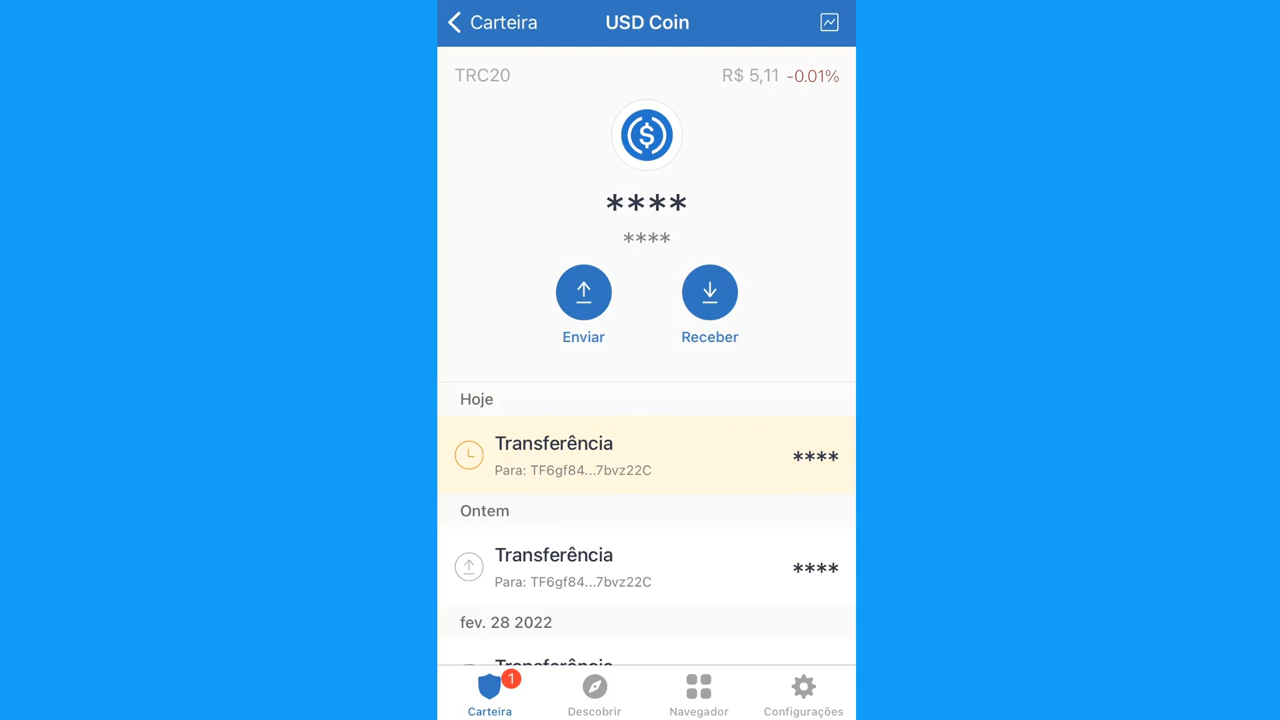 Carteira USD Coin
TRC20 R$ 5,11 -0.01%
****
****
Enviar Receber
Hoje
Transferência
Para: TF6gf84...7bvz22C ****
Ontem
Transferência
Para: TF6gf84...7bvz22C ****
fev. 28 2022
Transferência
1
Carteira Descobrir Navegador Configurações